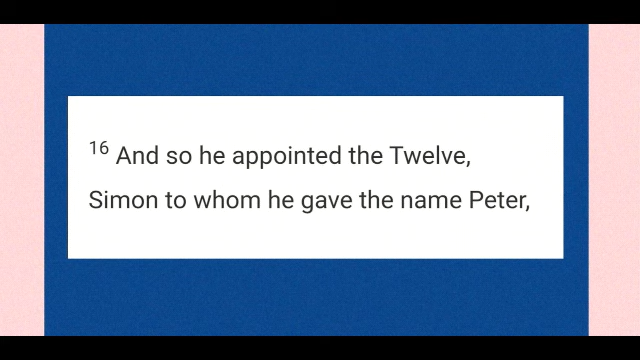 16 And so he appointed the Twelve,
Simon to whom he gave the name Peter,